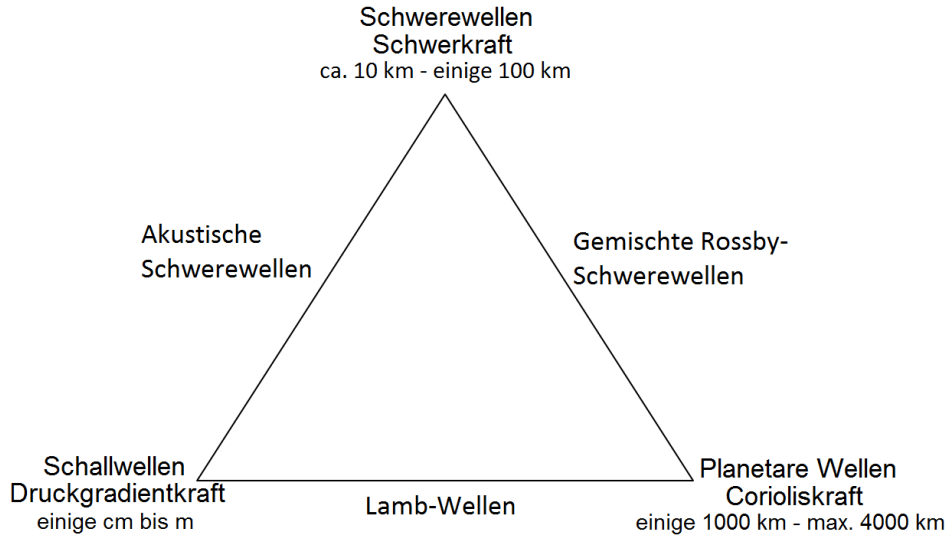 Schwerewellen
Schwerkraft
ca. 10 km - einige 100 km
Akustische
Schwerewellen
Gemischte Rossby-
Schwerewellen
Schallwellen
Druckgradientkraft
einige cm bis m
Lamb-Wellen
Planetare Wellen
Corioliskraft
einige 1000 km - max. 4000 km